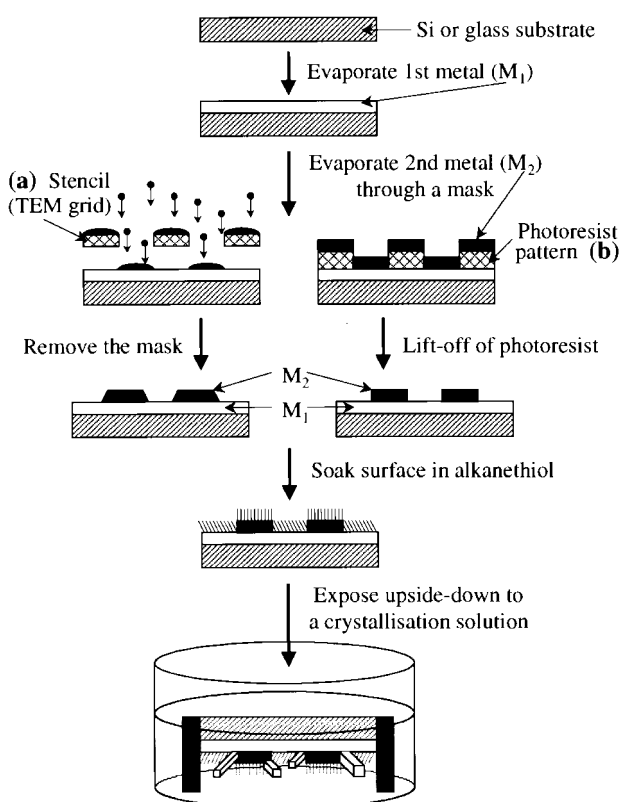 Si or glass substrate
Evaporate 1st metal (M₁)
(a) Stencil
(TEM grid)
Evaporate 2nd metal (M₂)
through a mask
Photoresist
pattern (b)
Remove the mask
Lift-off of photoresist
M₂
M₁
Soak surface in alkanethiol
Expose upside-down to
a crystallisation solution